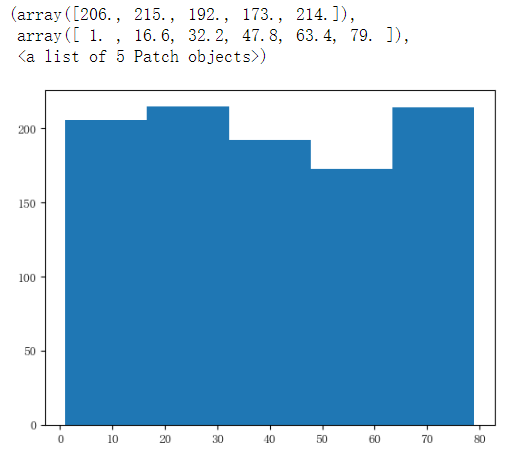 (array([206., 215., 192., 173., 214.]),
array([ 1. , 16.6, 32.2, 47.8, 63.4, 79. ]),
<a list of 5 Patch objects>)
200
150
100
50
0
0 10 20 30 40 50 60 70 80